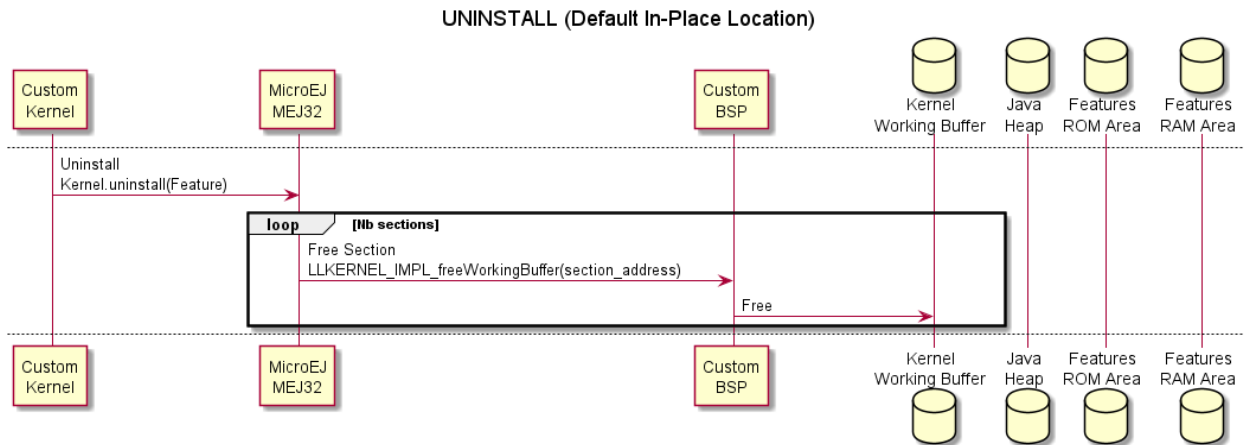 UNINSTALL (Default In-Place Location)
Custom
Kernel
MicroEJ
MEJ32
Custom
BSP
Kernel
Working Buffer
Java
Heap
Features
ROM Area
Features
RAM Area
Uninstall
Kernel.uninstall(Feature)
loop [Nb sections]
Free Section
LLKERNEL_IMPL_freeWorkingBuffer(section_address)
Free
Custom
Kernel
MicroEJ
MEJ32
Custom
BSP
Kernel
Working Buffer
Java
Heap
Features
ROM Area
Features
RAM Area